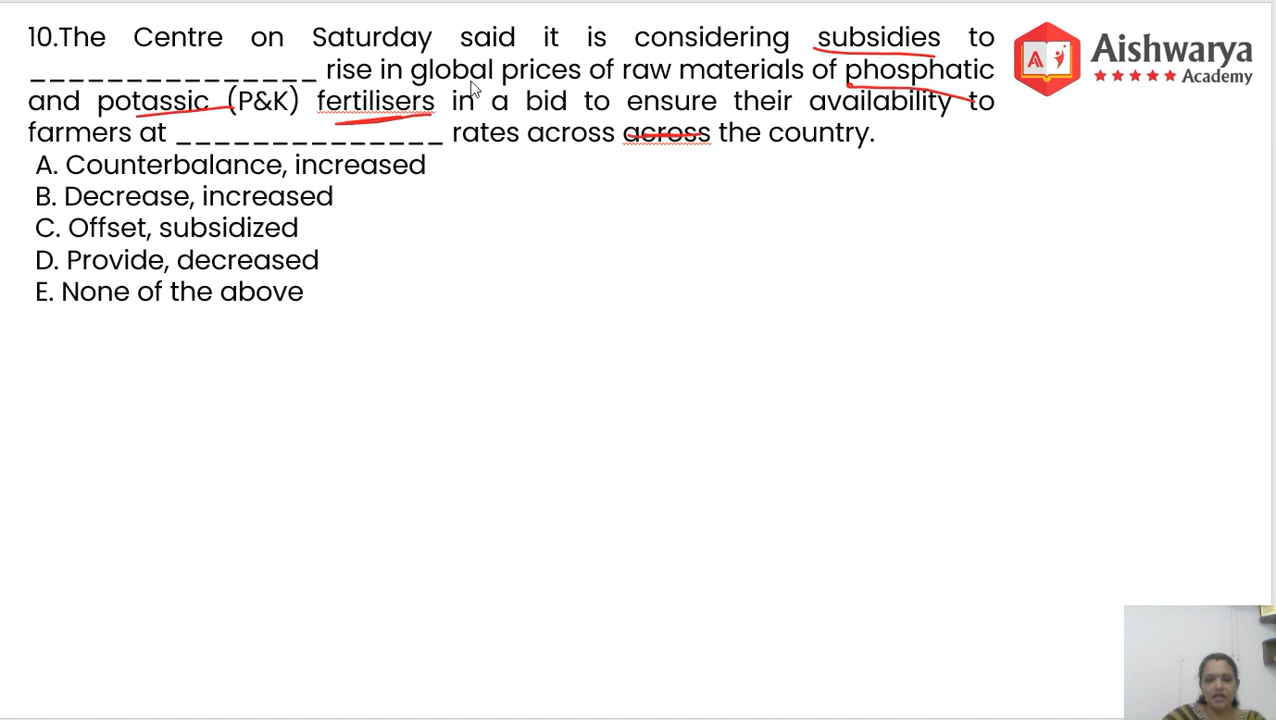 10.The Centre on Saturday said it is considering subsidies to
_______________ rise in global prices of raw materials of phosphatic
and potassic (P&K) fertilisers in a bid to ensure their availability to
farmers at ______________ rates across across the country.
A. Counterbalance, increased
B. Decrease, increased
C. Offset, subsidized
D. Provide, decreased
E. None of the above
Aishwarya
Academy